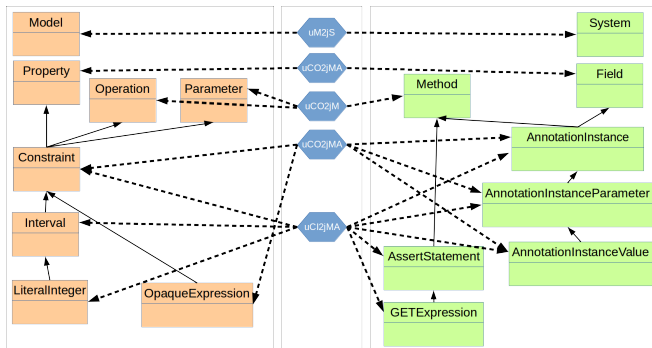 Model
uM2jS
System
Property
uCO2jMA
Field
Operation
Parameter
uCO2jM
Method
Constraint
uCO2jMA
AnnotationInstance
AnnotationInstanceParameter
Interval
uCI2jMA
AnnotationInstanceValue
AssertStatement
LiteralInteger
OpaqueExpression
GETExpression